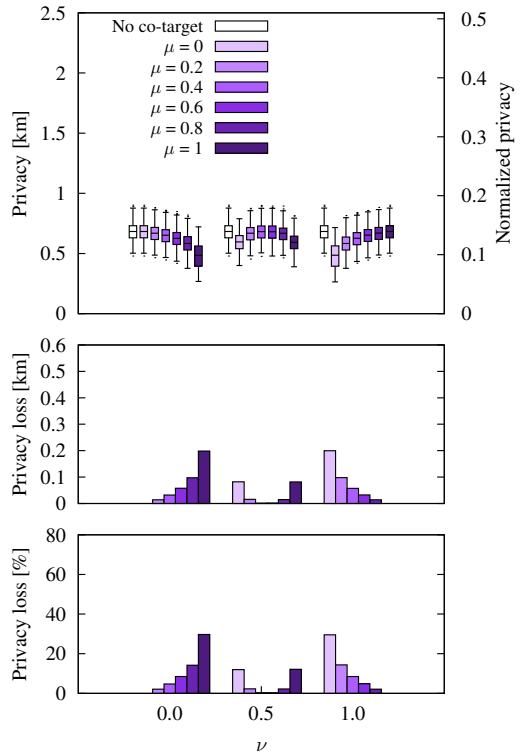 No co-target
μ = 0
μ = 0.2
μ = 0.4
μ = 0.6
μ = 0.8
μ = 1
Privacy [km]
2.5
2
1.5
1
0.5
0
Normalized privacy
0.5
0.4
0.3
0.2
0.1
0
Privacy loss [km]
0.6
0.5
0.4
0.3
0.2
0.1
0
Privacy loss [%]
80
60
40
20
0
0.0 0.5 1.0
ν